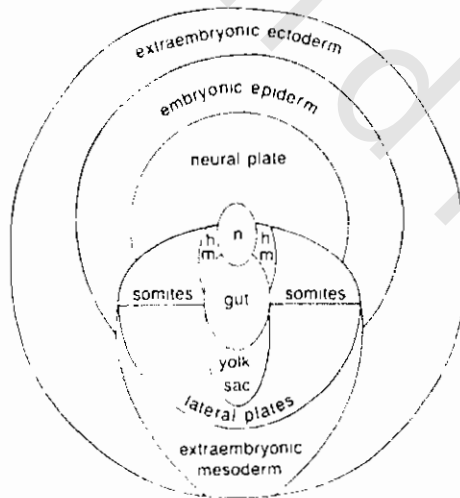 extraembryonic ectoderm
embryonic epiderm
neural plate
n
h h
m. m
somites somites
gut
yolk
sac
lateral plates
extraembryonic
mesoderm